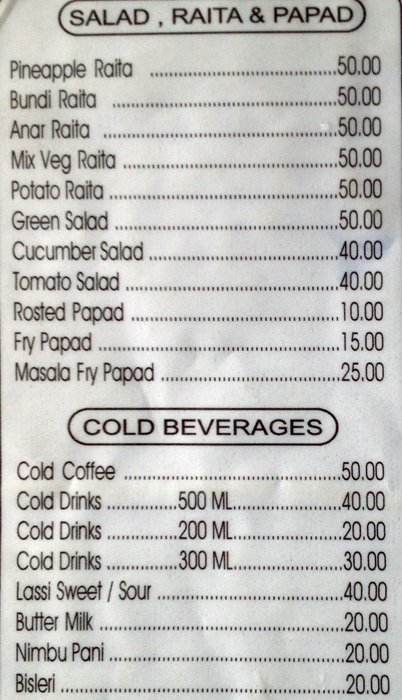 SALAD , RAITA & PAPAD
Pineapple Raita ........................................50.00
Bundi Raita ................................................50.00
Anar Raita ..................................................50.00
Mix Veg Raita ..............................................50.00
Potato Raita ................................................50.00
Green Salad ................................................50.00
Cucumber Salad ..........................................40.00
Tomato Salad ..............................................40.00
Rosted Papad ..............................................10.00
Fry Papad ....................................................15.00
Masala Fry Papad ........................................25.00
COLD BEVERAGES
Cold Coffee ................................................50.00
Cold Drinks ..............500 ML......................40.00
Cold Drinks ..............200 ML......................20.00
Cold Drinks ..............300 ML......................30.00
Lassi Sweet / Sour ......................................40.00
Butter Milk ..................................................20.00
Nimbu Pani ................................................20.00
Bisleri ..........................................................20.00